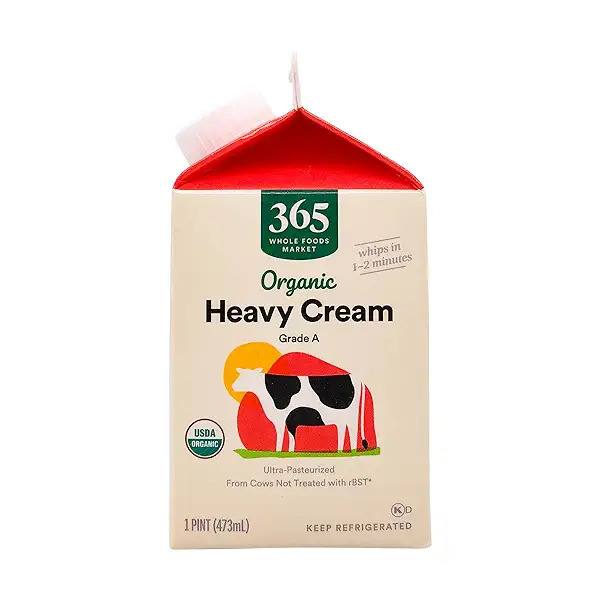 365
WHOLE FOODS
MARKET
whips in
1–2 minutes
Organic
Heavy Cream
Grade A
USDA
ORGANIC
Ultra-Pasteurized
From Cows Not Treated with rBST*
K D
1 PINT (473mL)
KEEP REFRIGERATED